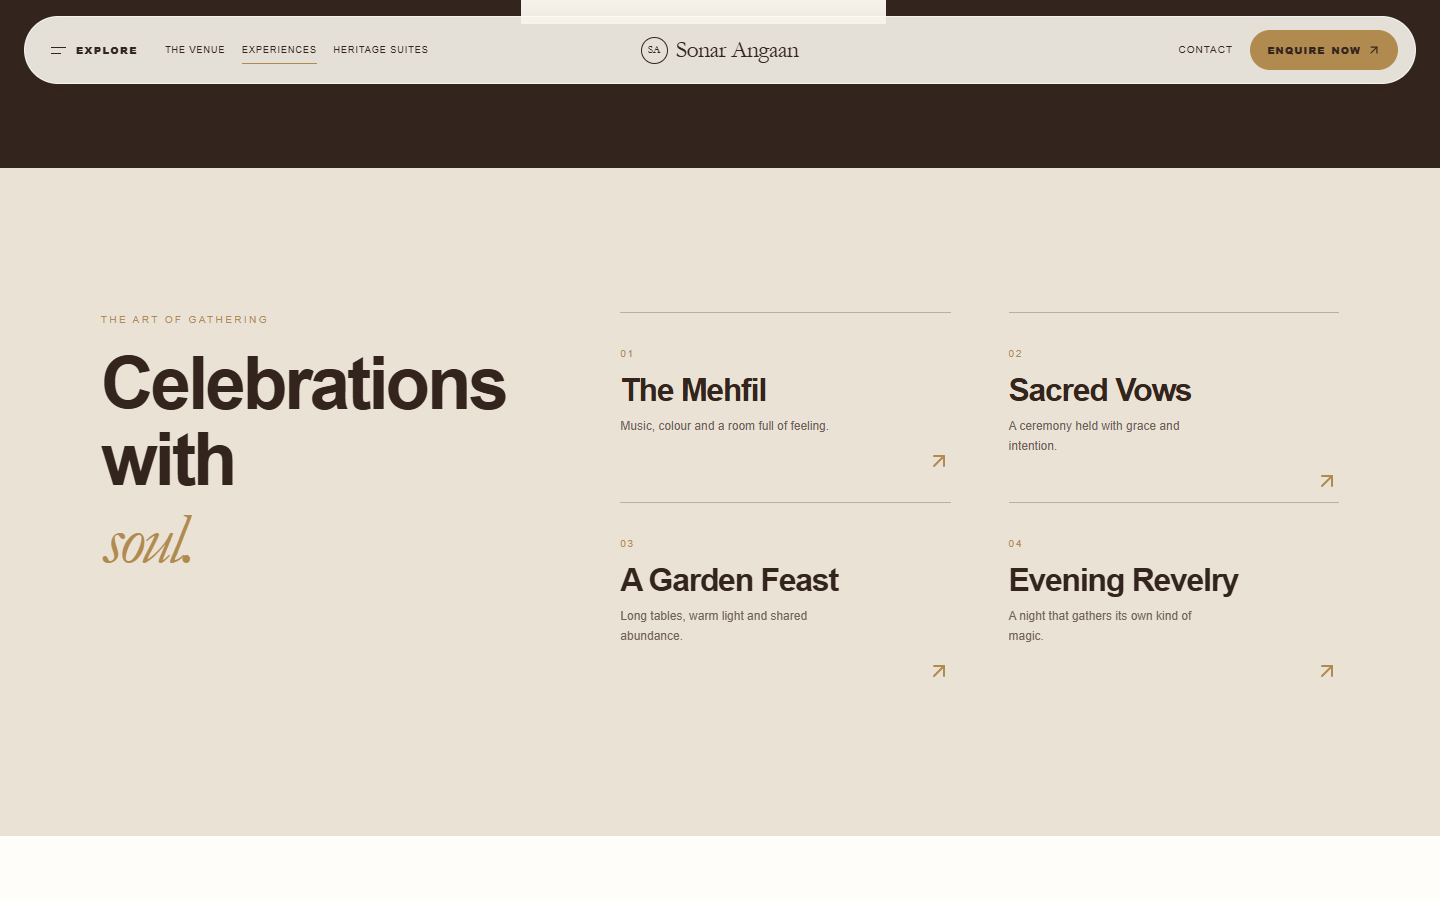 EXPLORE
THE VENUE
EXPERIENCES
HERITAGE SUITES
SA
Sonar Angaan
CONTACT
ENQUIRE NOW
THE ART OF GATHERING
Celebrations
with
soul.
01
The Mehfil
Music, colour and a room full of feeling.
02
Sacred Vows
A ceremony held with grace and
intention.
03
A Garden Feast
Long tables, warm light and shared
abundance.
04
Evening Revelry
A night that gathers its own kind of
magic.